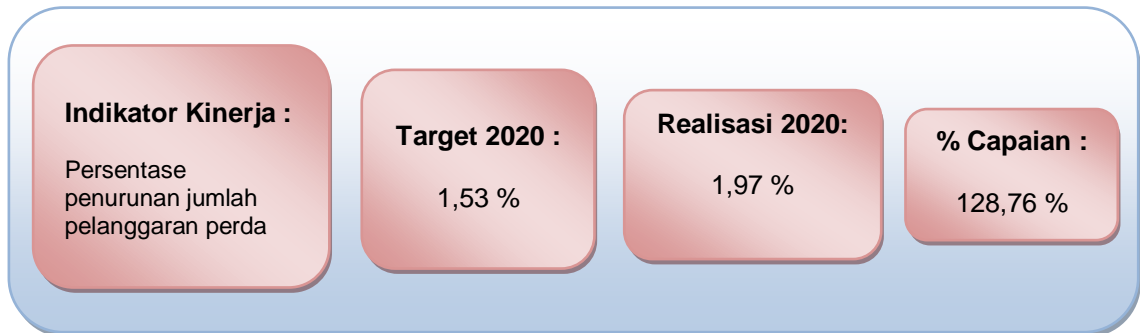 Indikator Kinerja :
Persentase
penurunan jumlah
pelanggaran perda
Target 2020 :
1,53 %
Realisasi 2020:
1,97 %
% Capaian :
128,76 %